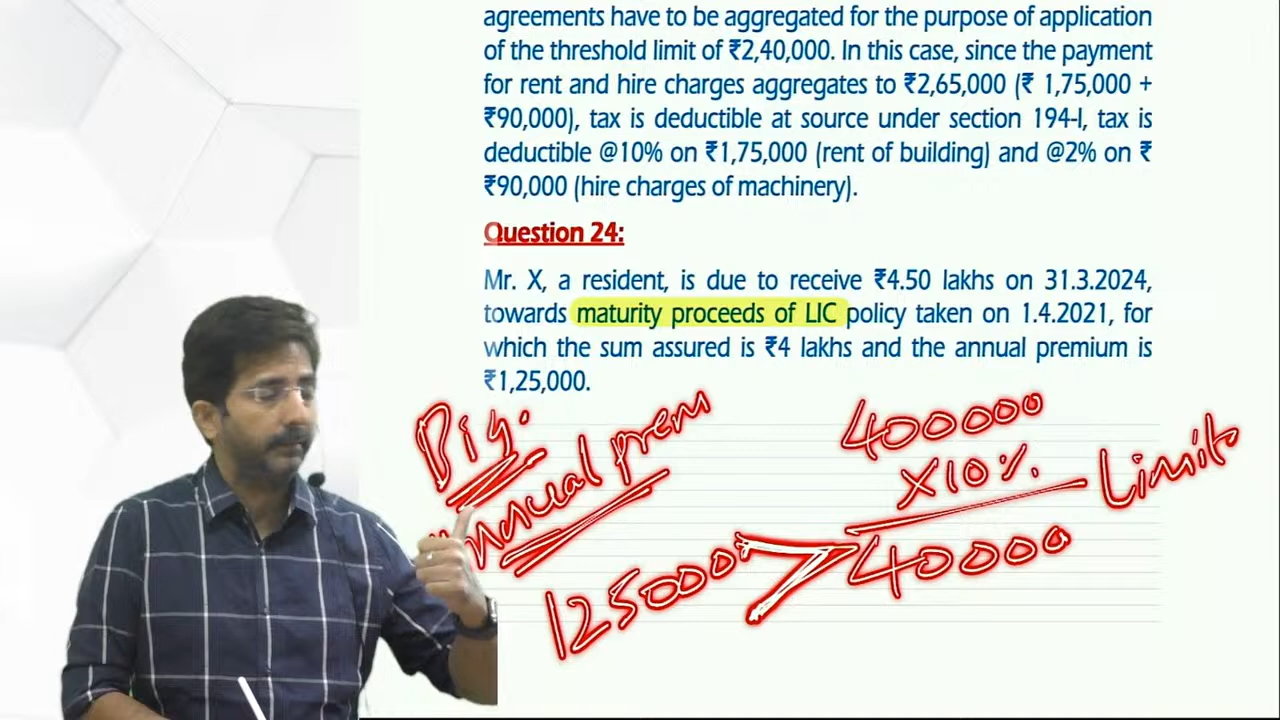 agreements have to be aggregated for the purpose of application
of the threshold limit of ₹2,40,000. In this case, since the payment
for rent and hire charges aggregates to ₹2,65,000 (₹ 1,75,000 +
₹90,000), tax is deductible at source under section 194-I, tax is
deductible @10% on ₹1,75,000 (rent of building) and @2% on ₹
₹90,000 (hire charges of machinery).
Question 24:
Mr. X, a resident, is due to receive ₹4.50 lakhs on 31.3.2024,
towards maturity proceeds of LIC policy taken on 1.4.2021, for
which the sum assured is ₹4 lakhs and the annual premium is
₹1,25,000.
Big. 400000
Annual prem X10% Limit
125000 > 40000